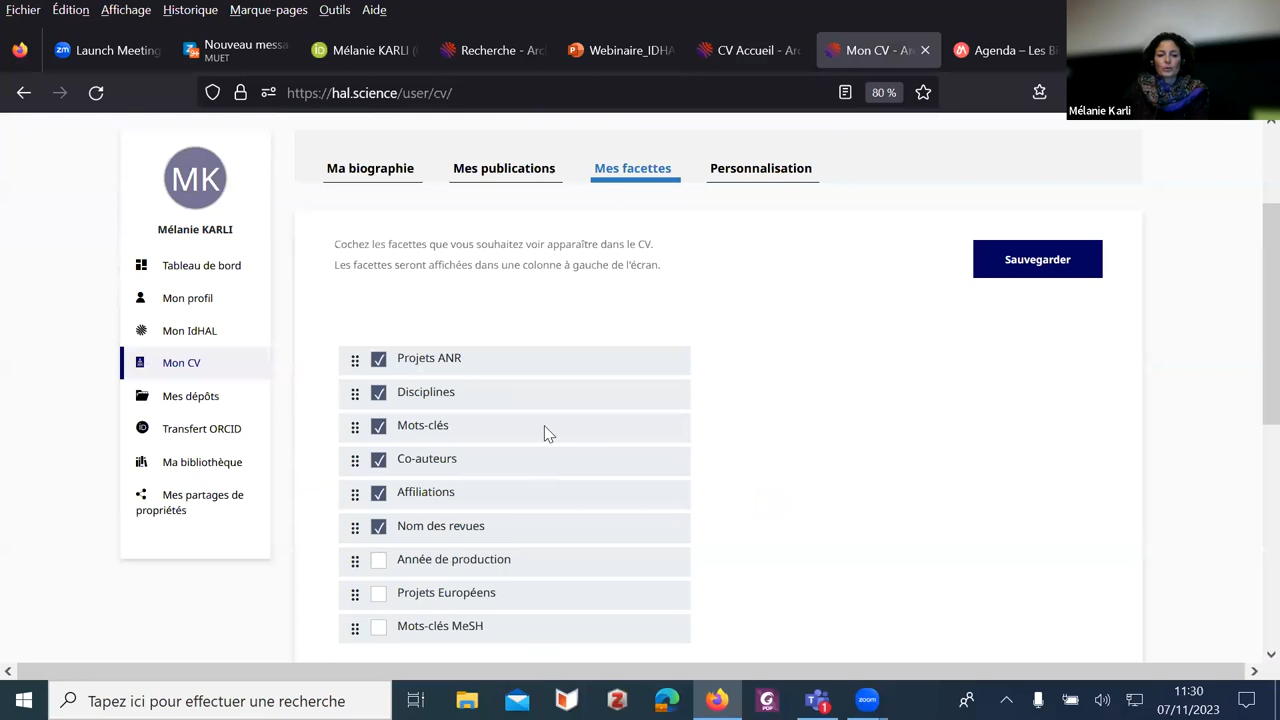 Fichier Édition Affichage Historique Marque-pages Outils Aide
Launch Meeting
Nouveau messa
MUET
Mélanie KARLI (
Recherche - Arc
Webinaire_IDHA
CV Accueil - Arc
Mon CV - Arc
Agenda – Les Bi
https://hal.science/user/cv/
80 %
Mélanie Karli
MK
Mélanie KARLI
Tableau de bord
Mon profil
Mon IdHAL
Mon CV
Mes dépôts
Transfert ORCID
Ma bibliothèque
Mes partages de
propriétés
Ma biographie Mes publications Mes facettes Personnalisation
Cochez les facettes que vous souhaitez voir apparaître dans le CV.
Les facettes seront affichées dans une colonne à gauche de l'écran.
Sauvegarder
Projets ANR
Disciplines
Mots-clés
Co-auteurs
Affiliations
Nom des revues
Année de production
Projets Européens
Mots-clés MeSH
Tapez ici pour effectuer une recherche
11:30
07/11/2023